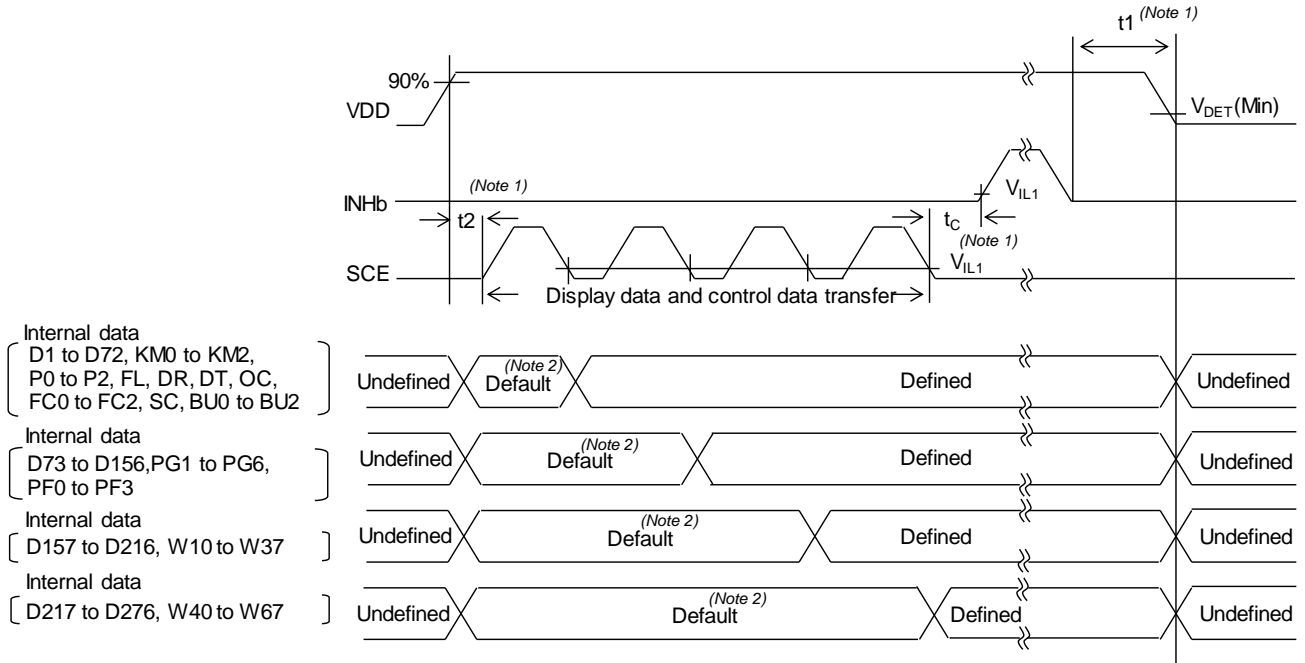 t1 (Note 1)
90%
VDD
VDET(Min)
(Note 1)
INHb
VIL1
t2
tC
(Note 1)
SCE
VIL1
Display data and control data transfer
Internal data
D1 to D72, KM0 to KM2,
P0 to P2, FL, DR, DT, OC,
FC0 to FC2, SC, BU0 to BU2
Undefined
(Note 2)
Default
Defined
Undefined
Internal data
D73 to D156,PG1 to PG6,
PF0 to PF3
Undefined
(Note 2)
Default
Defined
Undefined
Internal data
D157 to D216, W10 to W37
Undefined
(Note 2)
Default
Defined
Undefined
Internal data
D217 to D276, W40 to W67
Undefined
(Note 2)
Default
Defined
Undefined